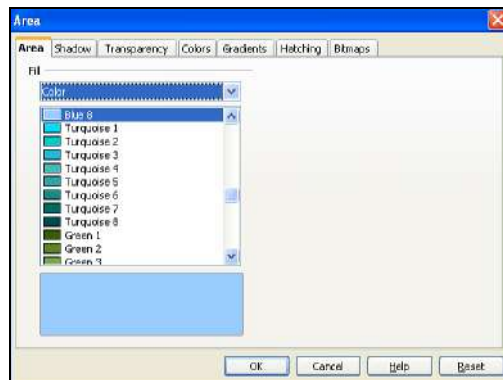 Area
Area Shadow Transparency Colors Gradients Hatching Bitmaps
Fill
Color
Blue 8
Turquoise 1
Turquoise 2
Turquoise 3
Turquoise 4
Turquoise 5
Turquoise 6
Turquoise 7
Turquoise 8
Green 1
Green 2
Green 3
OK Cancel Help Reset